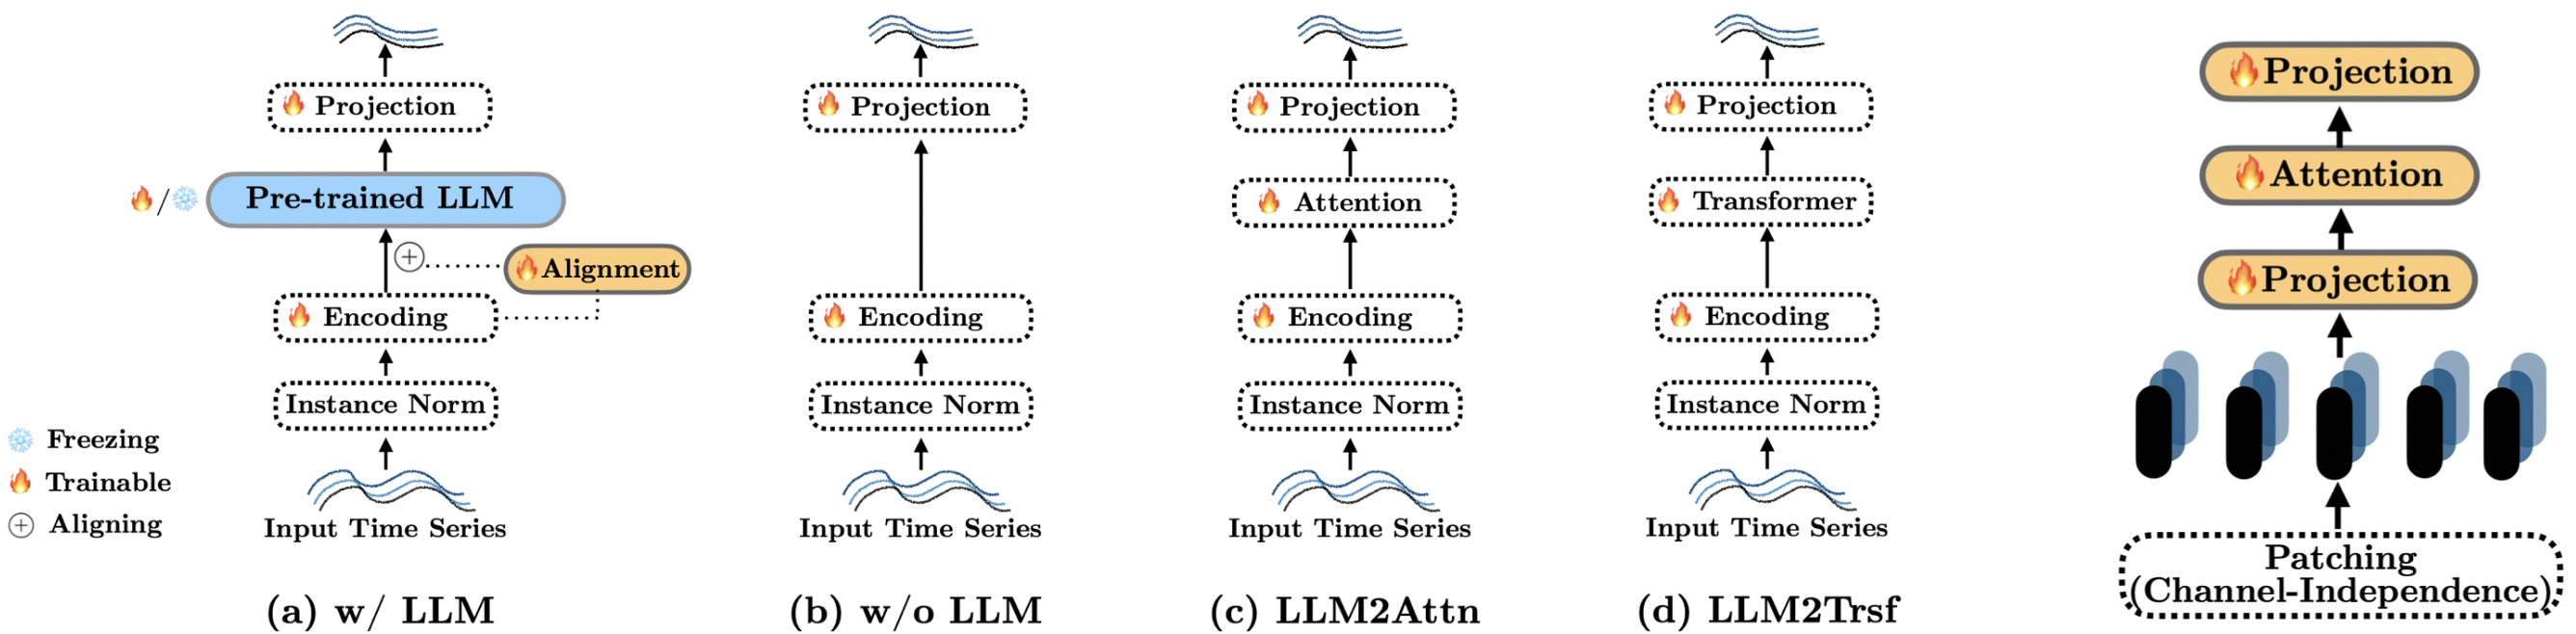 Projection
/
Pre-trained LLM
+
Alignment
Encoding
Instance Norm
Input Time Series
Freezing
Trainable
+ Aligning
(a) w/ LLM
Projection
Encoding
Instance Norm
Input Time Series
(b) w/o LLM
Projection
Attention
Encoding
Instance Norm
Input Time Series
(c) LLM2Attn
Projection
Transformer
Encoding
Instance Norm
Input Time Series
(d) LLM2Trsf
Projection
Attention
Projection
Patching
(Channel-Independence)